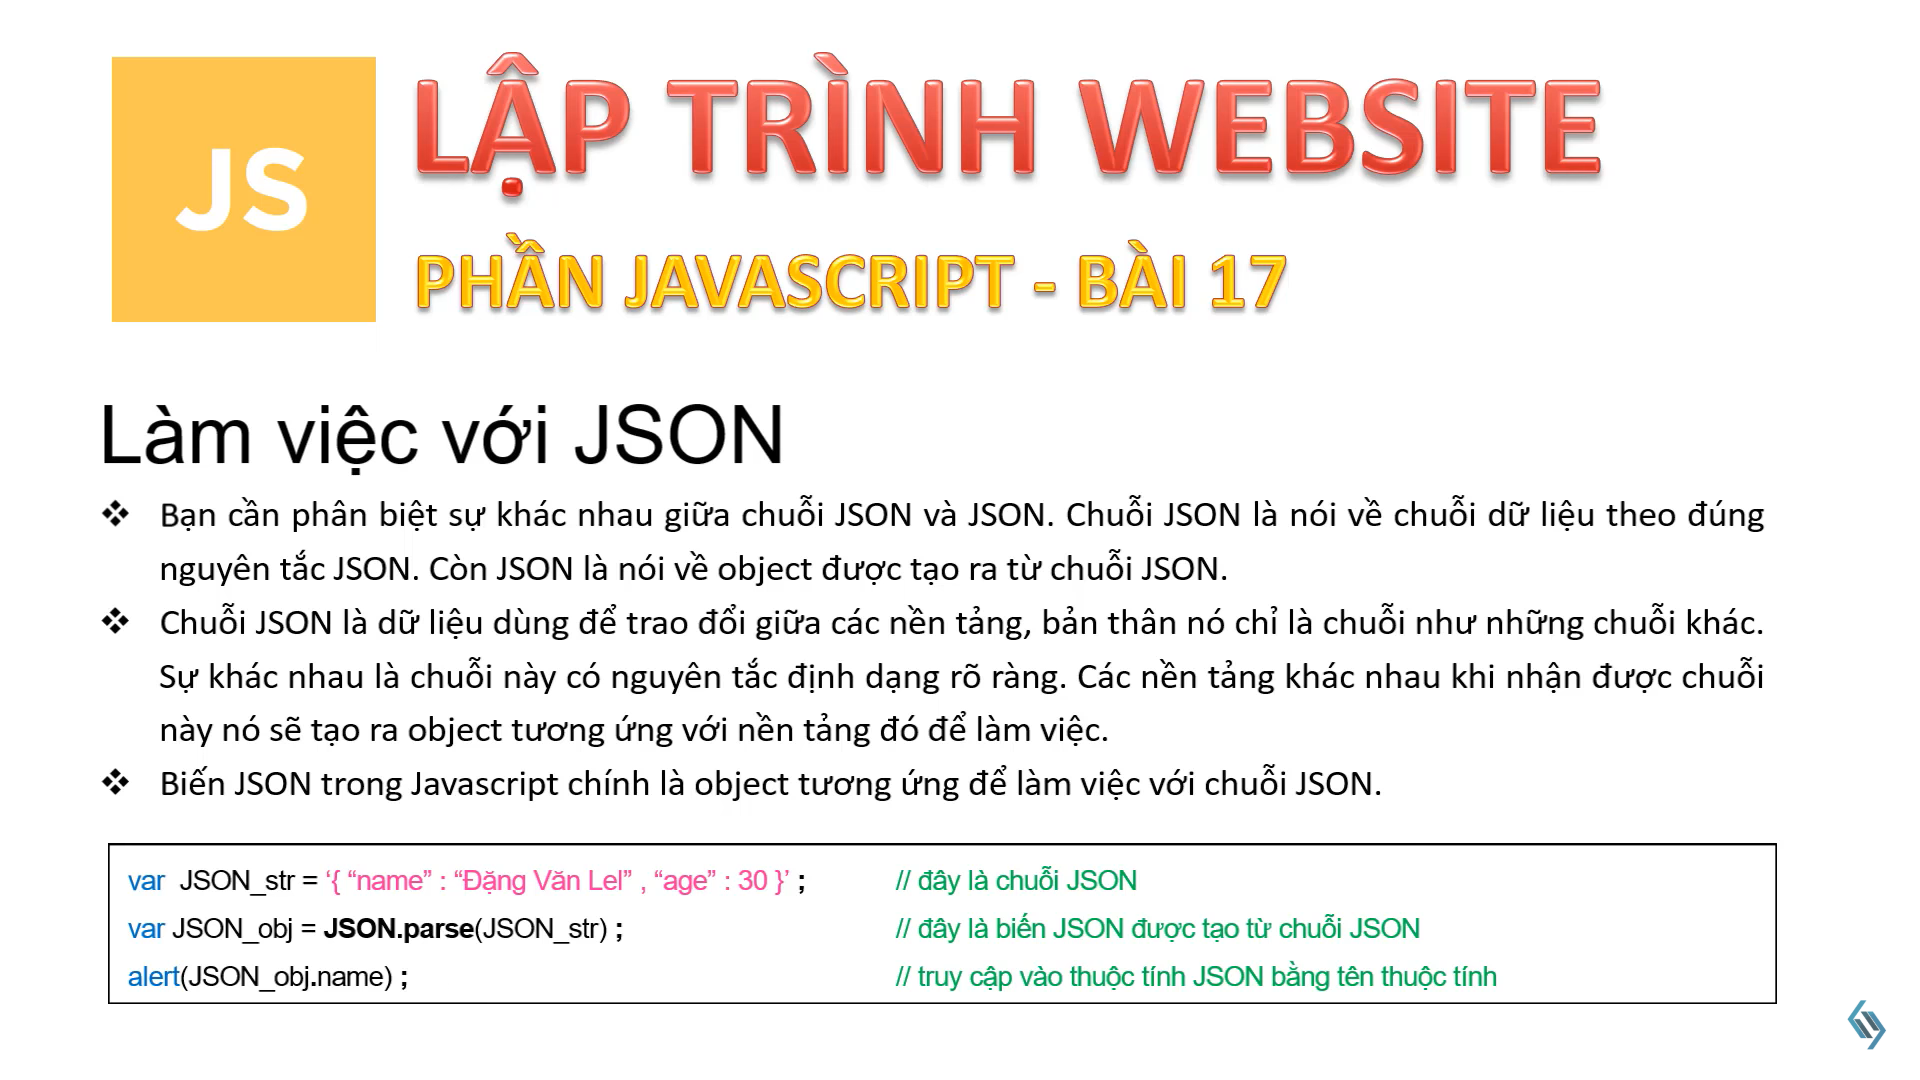 JS
LẬP TRÌNH WEBSITE
PHẦN JAVASCRIPT - BÀI 17
Làm việc với JSON
❖ Bạn cần phân biệt sự khác nhau giữa chuỗi JSON và JSON. Chuỗi JSON là nói về chuỗi dữ liệu theo đúng
nguyên tắc JSON. Còn JSON là nói về object được tạo ra từ chuỗi JSON.
❖ Chuỗi JSON là dữ liệu dùng để trao đổi giữa các nền tảng, bản thân nó chỉ là chuỗi như những chuỗi khác.
Sự khác nhau là chuỗi này có nguyên tắc định dạng rõ ràng. Các nền tảng khác nhau khi nhận được chuỗi
này nó sẽ tạo ra object tương ứng với nền tảng đó để làm việc.
❖ Biến JSON trong Javascript chính là object tương ứng để làm việc với chuỗi JSON.
var JSON_str = ‘{ “name” : “Đặng Văn Lel” , “age” : 30 }’ ; // đây là chuỗi JSON
var JSON_obj = JSON.parse(JSON_str) ; // đây là biến JSON được tạo từ chuỗi JSON
alert(JSON_obj.name) ; // truy cập vào thuộc tính JSON bằng tên thuộc tính